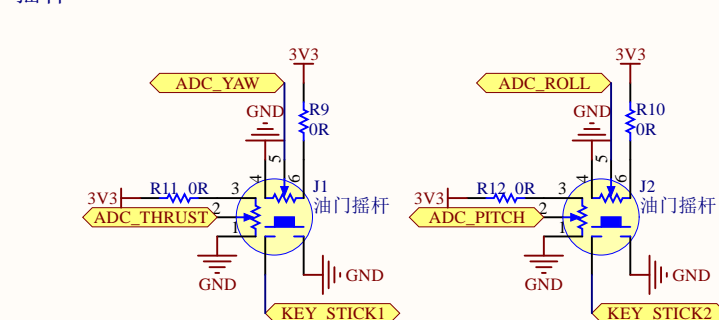 摇杆
3V3
3V3
ADC_YAW
ADC_ROLL
GND
R9
0R
GND
R10
0R
5
4
6
5
4
6
3V3
R11
0R
3
J1
油门摇杆
3V3
R12
0R
3
J2
油门摇杆
ADC_THRUST
2
ADC_PITCH
2
1
1
GND
GND
GND
GND
KEY_STICK1
KEY_STICK2